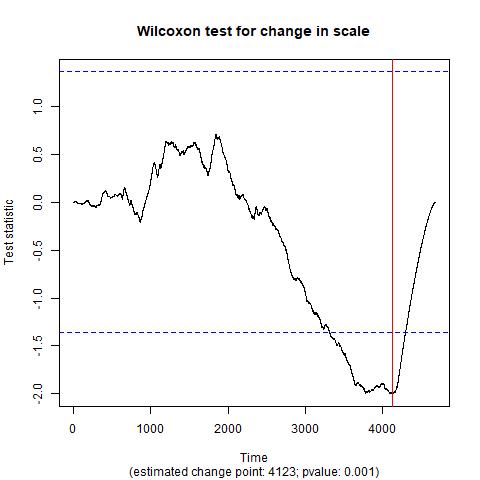 Wilcoxon test for change in scale
Test statistic
1.0
0.5
0.0
-0.5
-1.0
-1.5
-2.0
0 1000 2000 3000 4000
Time
(estimated change point: 4123; pvalue: 0.001)